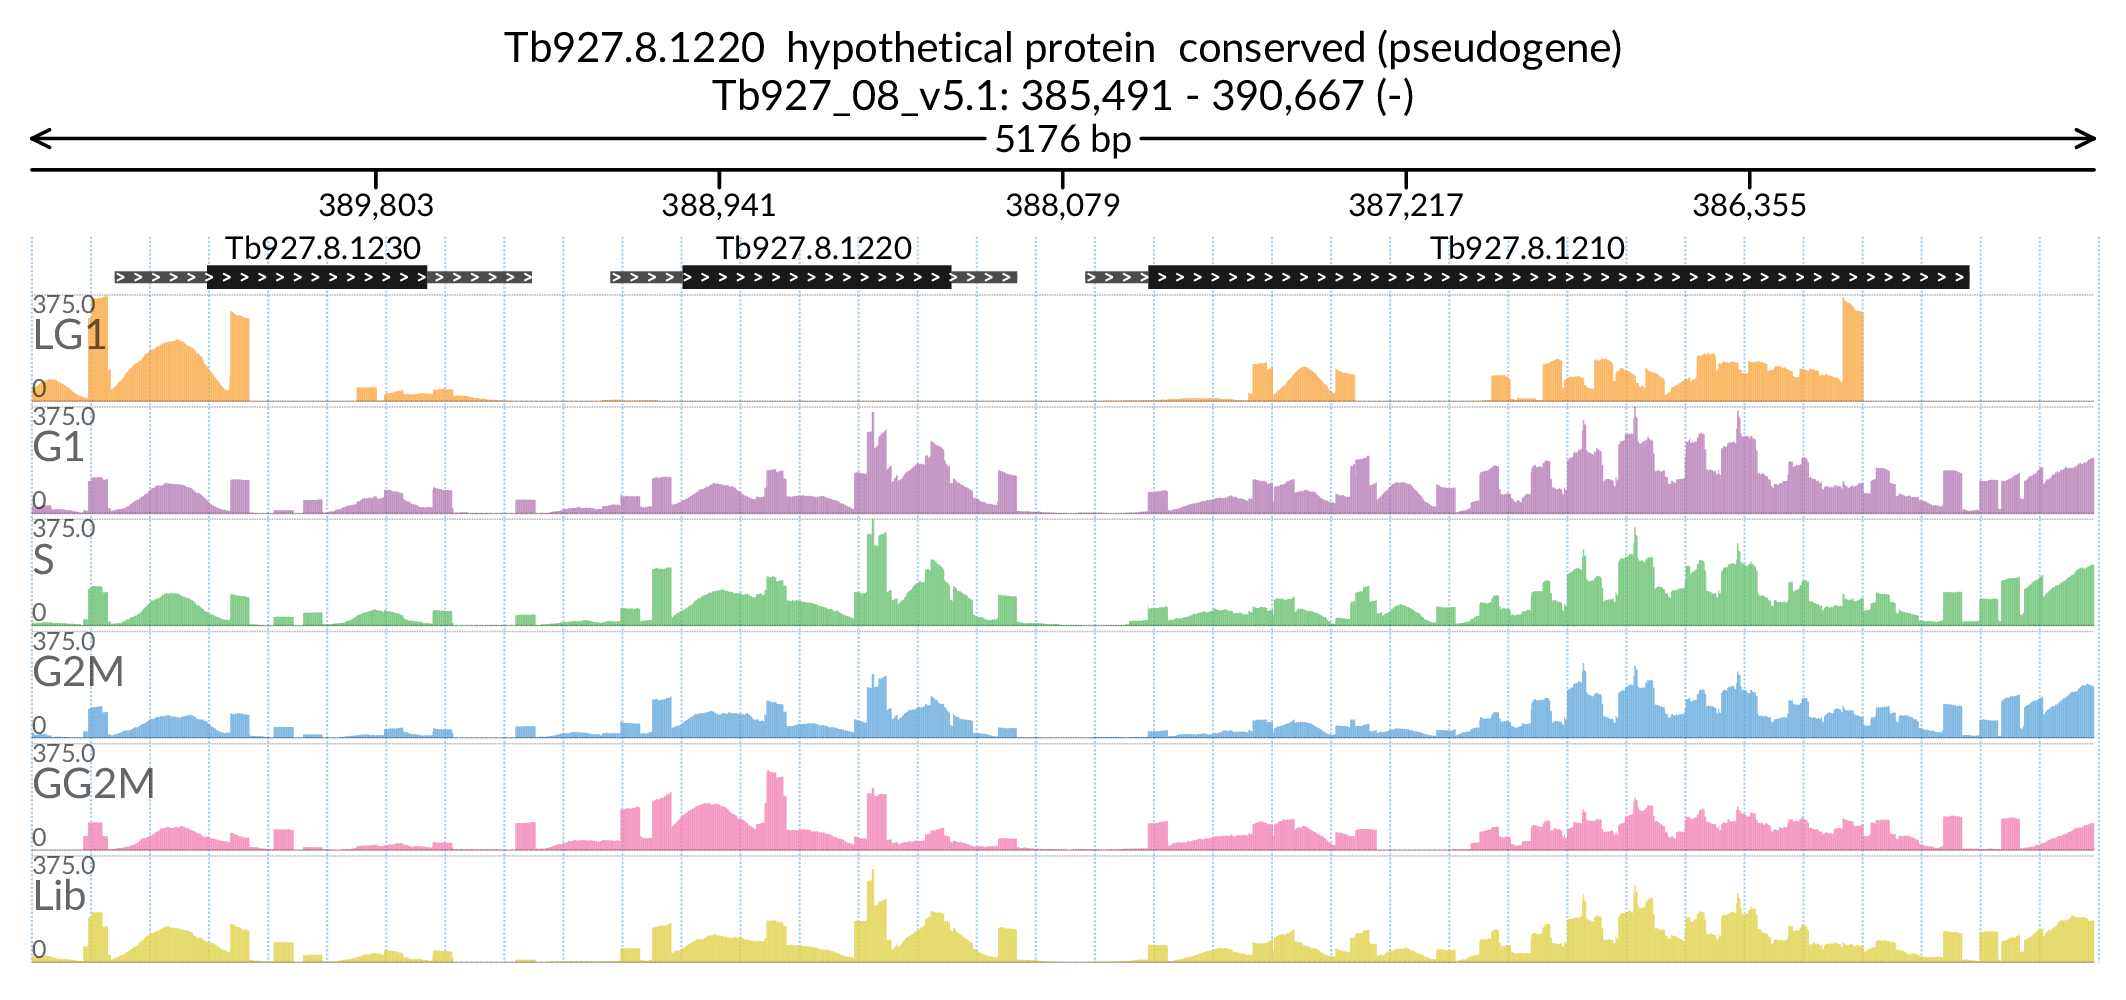 Tb927.8.1220  hypothetical protein  conserved (pseudogene)
Tb927_08_v5.1: 385,491 - 390,667 (-)
5176 bp
389,803 388,941 388,079 387,217 386,355
Tb927.8.1230 Tb927.8.1220 Tb927.8.1210
375.0
LG1
0
375.0
G1
0
375.0
S
0
375.0
G2M
0
375.0
GG2M
0
375.0
Lib
0